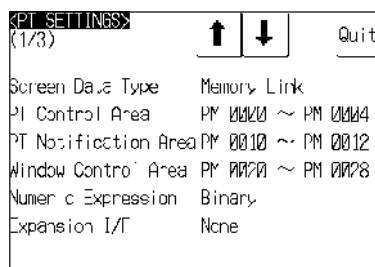 <PT SETTINGS>
(1/3)
Quit
Screen Data Type Memory Link
PT Control Area PM 0000 ~ PM 0004
PT Notification Area PM 0010 ~ PM 0012
Window Control Area PM 0020 ~ PM 0028
Numeric Expression Binary
Expansion I/F None